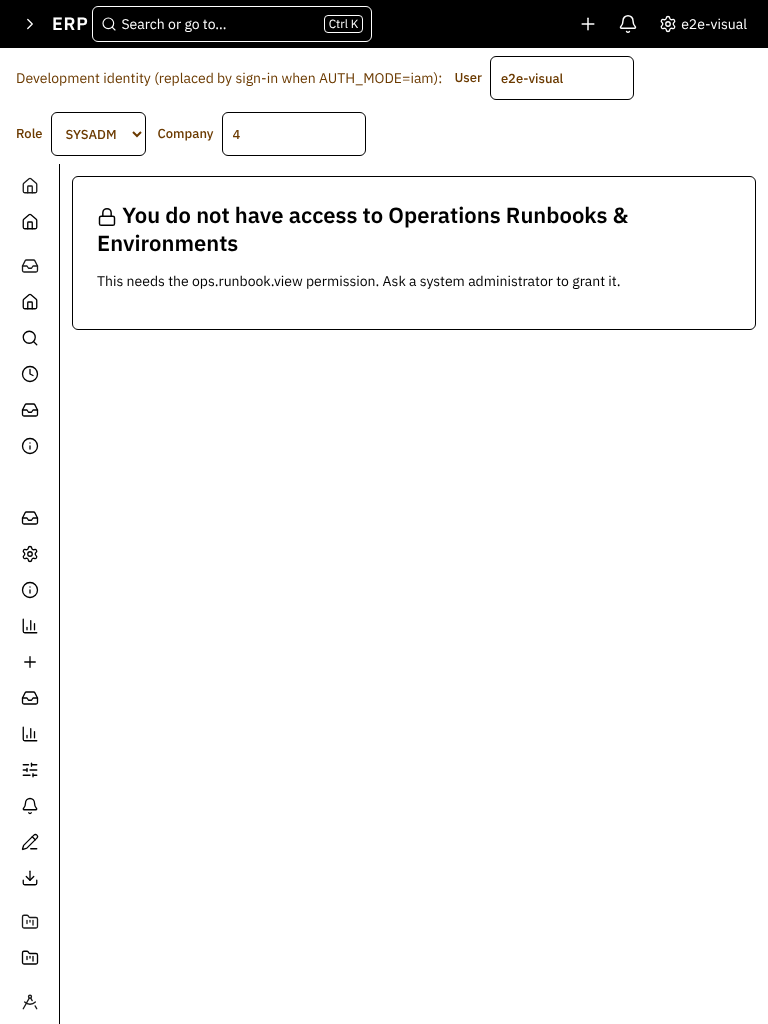 ERP
Search or go to...
Ctrl K
e2e-visual
Development identity (replaced by sign-in when AUTH_MODE=iam):
User
e2e-visual
Role
SYSADM
Company
4
You do not have access to Operations Runbooks &
Environments
This needs the ops.runbook.view permission. Ask a system administrator to grant it.